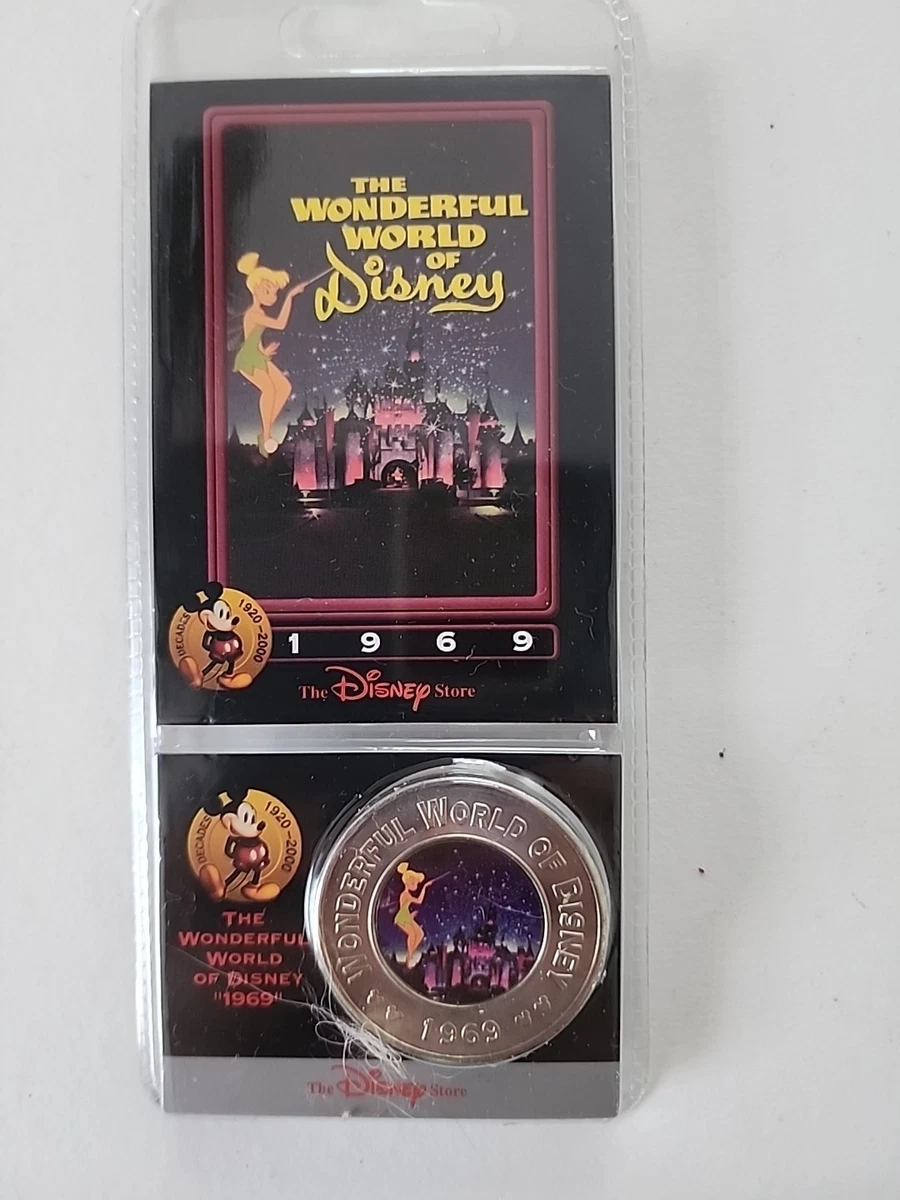 THE
WONDERFUL
WORLD
OF
Disney
DECADES 1920-2000
1 9 6 9
The Disney Store
DECADES 1920-2000
THE
WONDERFUL
WORLD
OF DISNEY
"1969"
WONDERFUL WORLD OF DISNEY
1969
The Disney Store